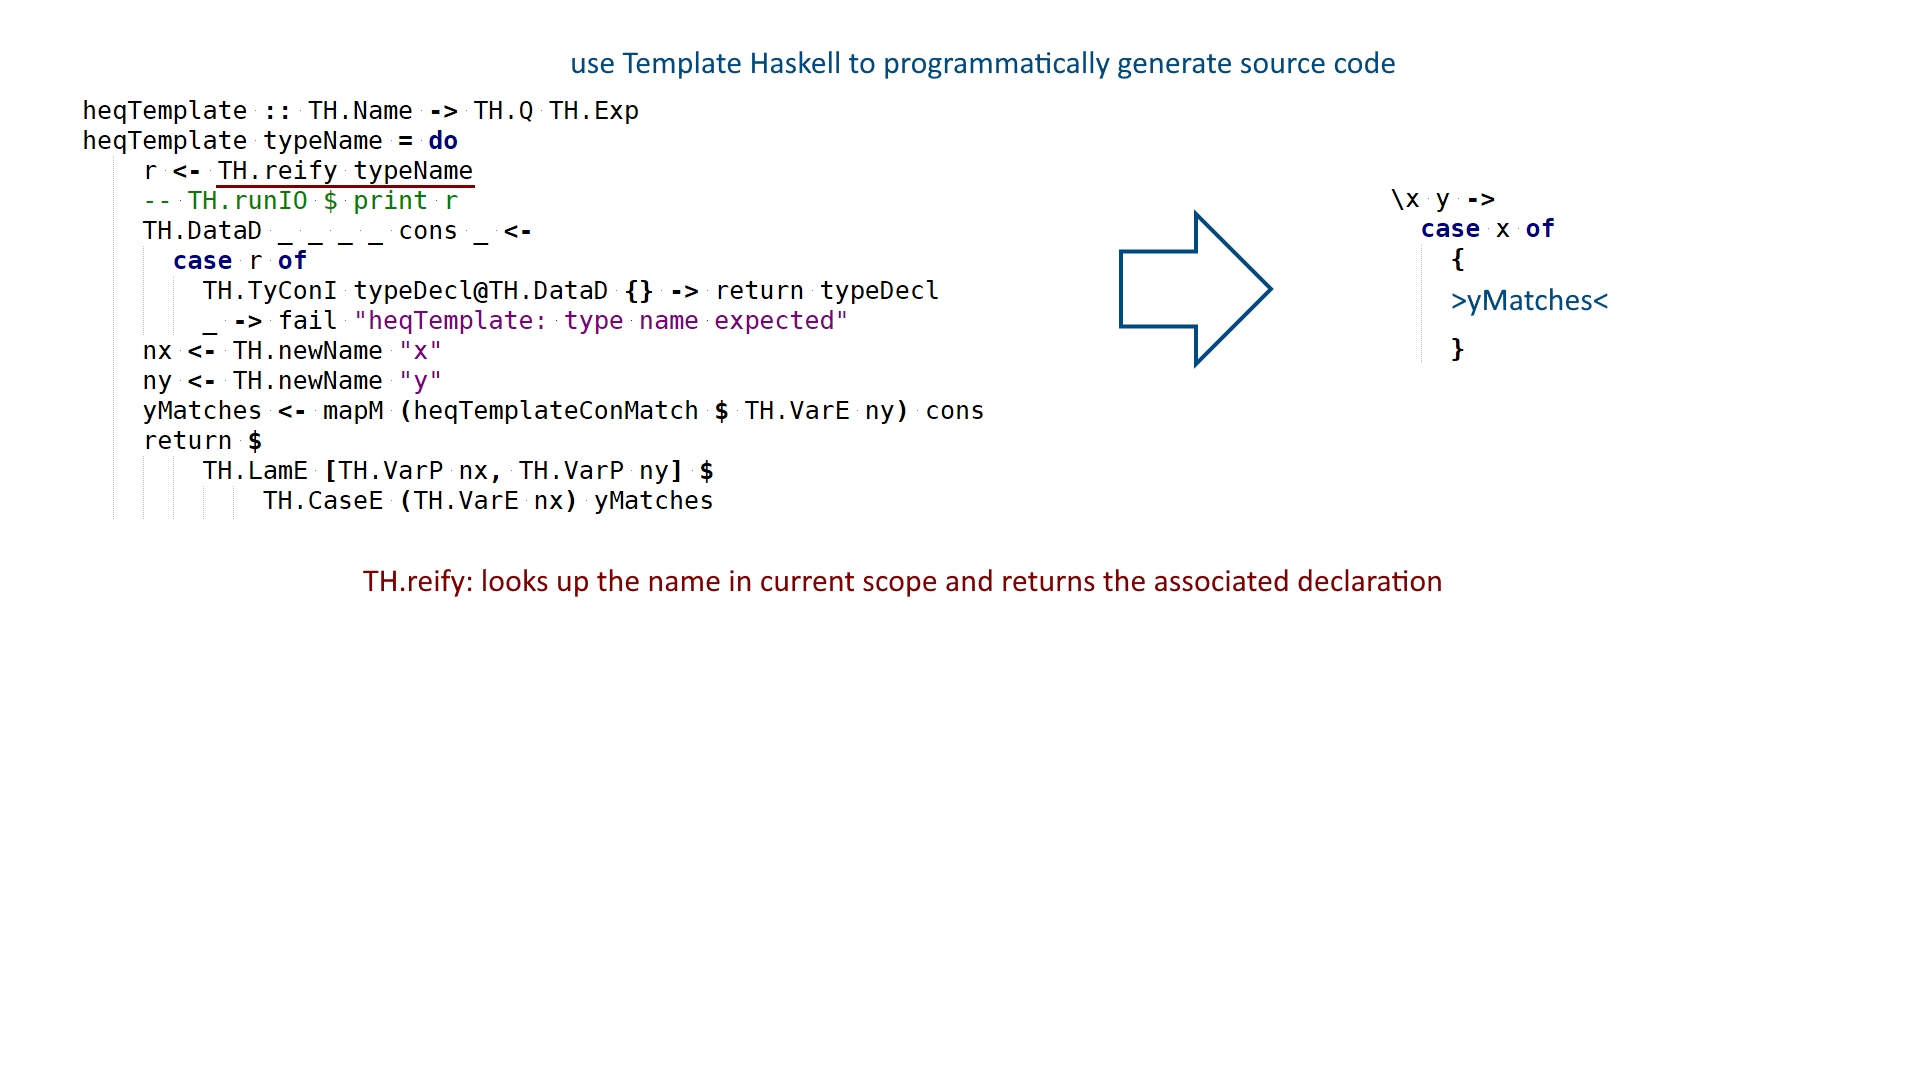 use Template Haskell to programmatically generate source code
heqTemplate :: TH.Name -> TH.Q TH.Exp
heqTemplate typeName = do
r <- TH.reify typeName
-- TH.runIO $ print r
TH.DataD _ _ _ _ cons _ <-
case r of
TH.TyConI typeDecl@TH.DataD {} -> return typeDecl
_ -> fail "heqTemplate: type name expected"
nx <- TH.newName "x"
ny <- TH.newName "y"
yMatches <- mapM (heqTemplateConMatch $ TH.VarE ny) cons
return $
TH.LamE [TH.VarP nx, TH.VarP ny] $
TH.CaseE (TH.VarE nx) yMatches
\x y ->
case x of
{
>yMatches<
}
TH.reify: looks up the name in current scope and returns the associated declaration